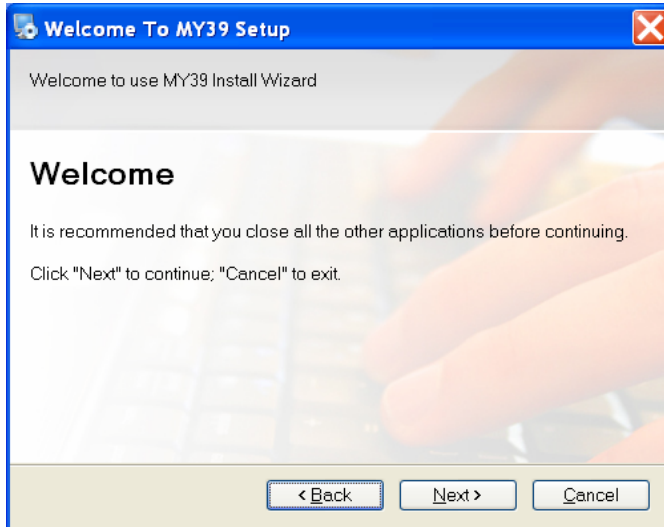 Welcome To MY39 Setup
Welcome to use MY39 Install Wizard
Welcome
It is recommended that you close all the other applications before continuing.
Click "Next" to continue; "Cancel" to exit.
< Back Next > Cancel